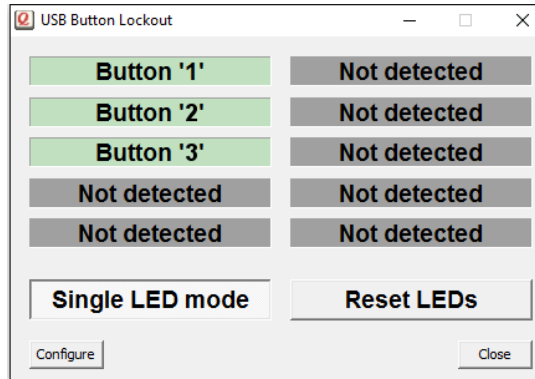 USB Button Lockout
Button '1' Not detected
Button '2' Not detected
Button '3' Not detected
Not detected Not detected
Not detected Not detected
Single LED mode Reset LEDs
Configure Close